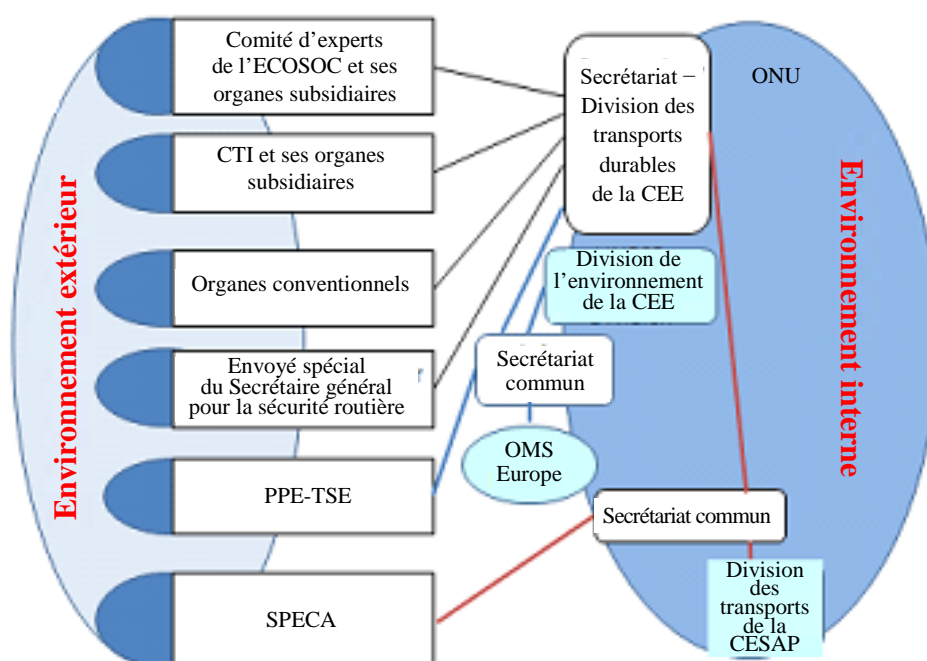 Environnement extérieur
Comité d’experts
de l’ECOSOC et ses
organes subsidiaires
CTI et ses organes
subsidiaires
Organes conventionnels
Envoyé spécial
du Secrétaire général
pour la sécurité routière
PPE-TSE
SPECA
Secrétariat –
Division des
transports
durables
de la CEE
Division de
l’environnement
de la CEE
Secrétariat
commun
OMS
Europe
Secrétariat commun
Division
des
transports
de la
CESAP
ONU
Environnement interne